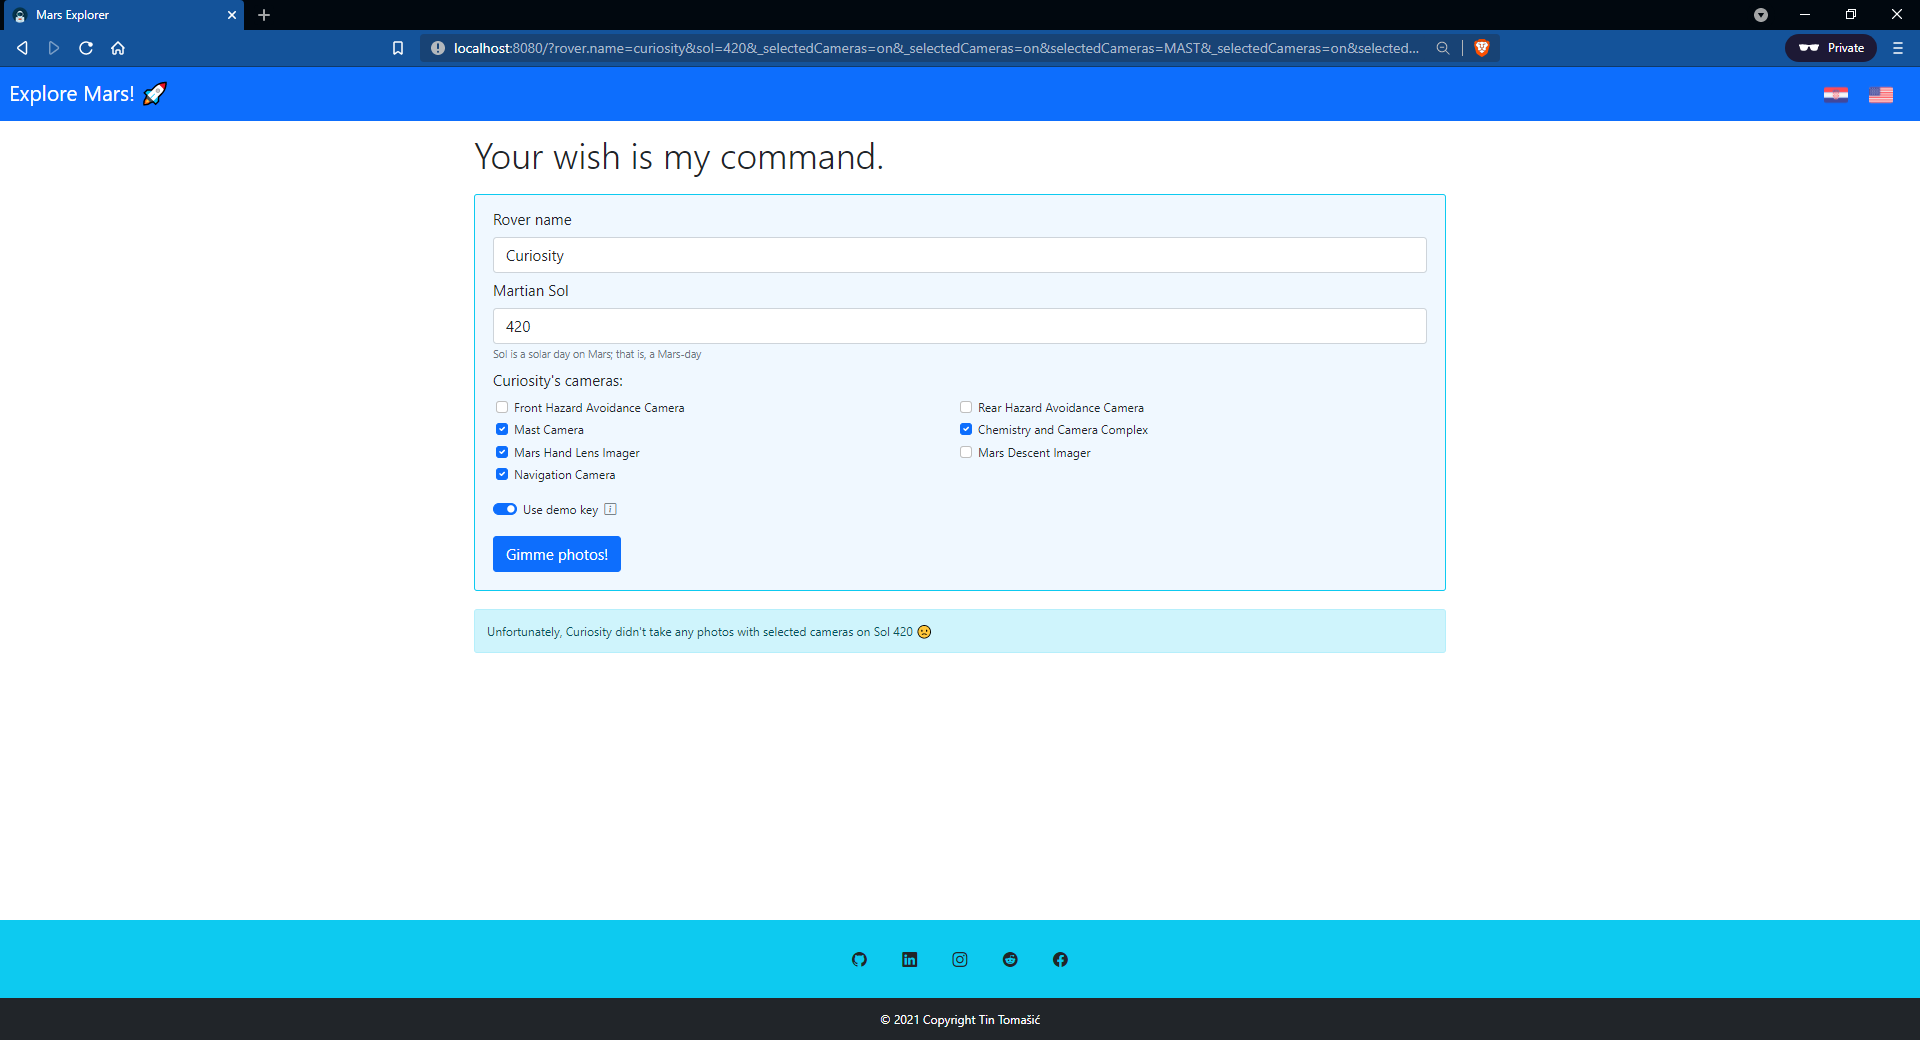 Mars Explorer
localhost:8080/?rover.name=curiosity&sol=420&_selectedCameras=on&_selectedCameras=on&selectedCameras=MAST&_selectedCameras=on&selected...
Private
Explore Mars! 🚀
Your wish is my command.
Rover name
Curiosity
Martian Sol
420
Sol is a solar day on Mars; that is, a Mars-day
Curiosity's cameras:
Front Hazard Avoidance Camera
Rear Hazard Avoidance Camera
Mast Camera
Chemistry and Camera Complex
Mars Hand Lens Imager
Mars Descent Imager
Navigation Camera
Use demo key
Gimme photos!
Unfortunately, Curiosity didn't take any photos with selected cameras on Sol 420 😟
© 2021 Copyright Tin Tomašić